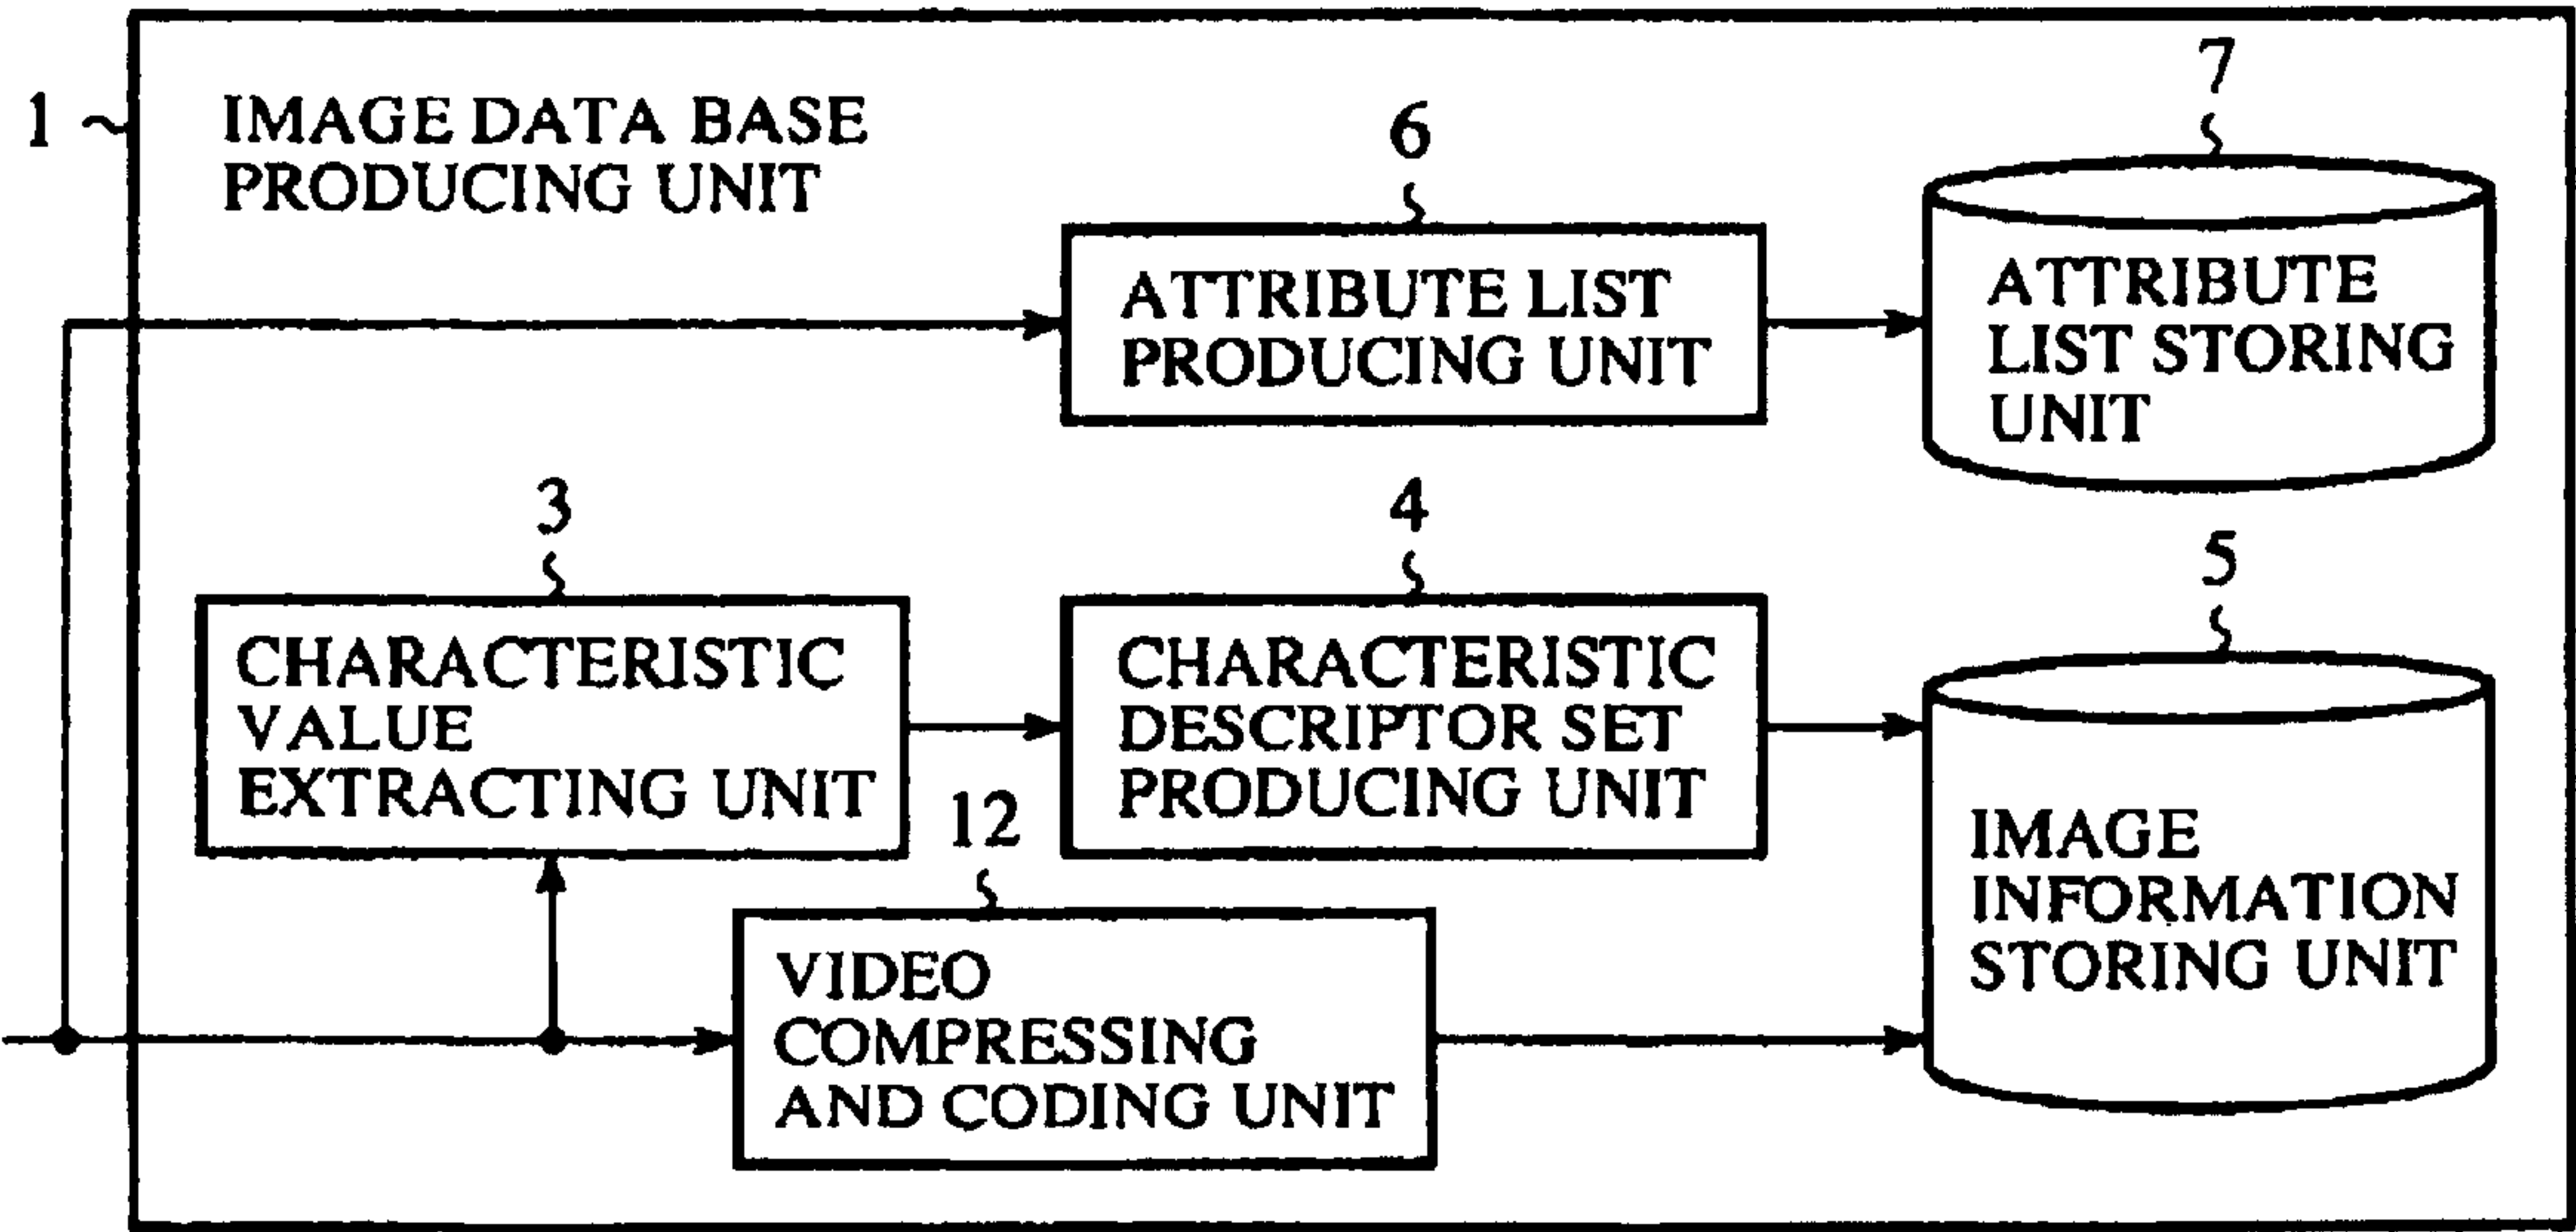 1
IMAGE DATA BASE
PRODUCING UNIT
6
ATTRIBUTE LIST
PRODUCING UNIT
7
ATTRIBUTE
LIST STORING
UNIT
3
CHARACTERISTIC
VALUE
EXTRACTING UNIT
4
CHARACTERISTIC
DESCRIPTOR SET
PRODUCING UNIT
5
IMAGE
INFORMATION
STORING UNIT
12
VIDEO
COMPRESSING
AND CODING UNIT